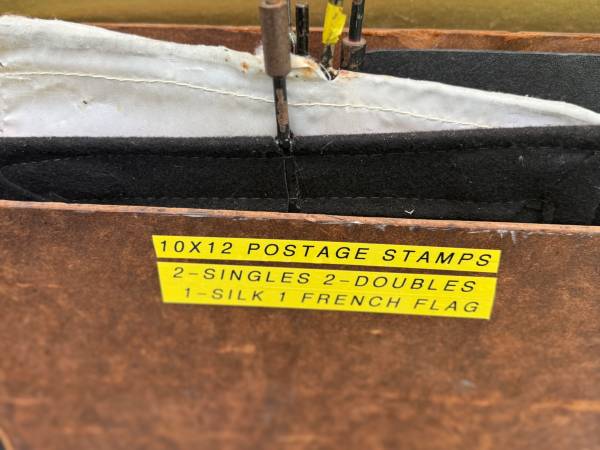 10X12 POSTAGE STAMPS
2-SINGLES 2-DOUBLES
1-SILK 1 FRENCH FLAG